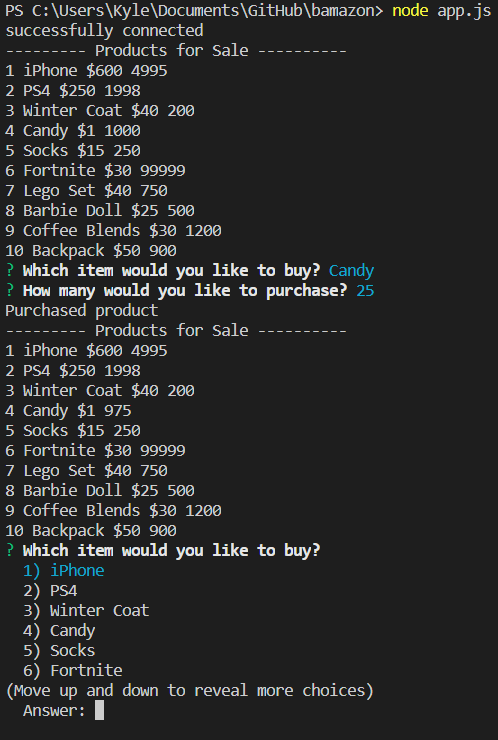 PS C:\Users\Kyle\Documents\GitHub\bamazon> node app.js
successfully connected
--------- Products for Sale ----------
1 iPhone $600 4995
2 PS4 $250 1998
3 Winter Coat $40 200
4 Candy $1 1000
5 Socks $15 250
6 Fortnite $30 99999
7 Lego Set $40 750
8 Barbie Doll $25 500
9 Coffee Blends $30 1200
10 Backpack $50 900
? Which item would you like to buy? Candy
? How many would you like to purchase? 25
Purchased product
--------- Products for Sale ----------
1 iPhone $600 4995
2 PS4 $250 1998
3 Winter Coat $40 200
4 Candy $1 975
5 Socks $15 250
6 Fortnite $30 99999
7 Lego Set $40 750
8 Barbie Doll $25 500
9 Coffee Blends $30 1200
10 Backpack $50 900
? Which item would you like to buy?
  1) iPhone
  2) PS4
  3) Winter Coat
  4) Candy
  5) Socks
  6) Fortnite
(Move up and down to reveal more choices)
  Answer: